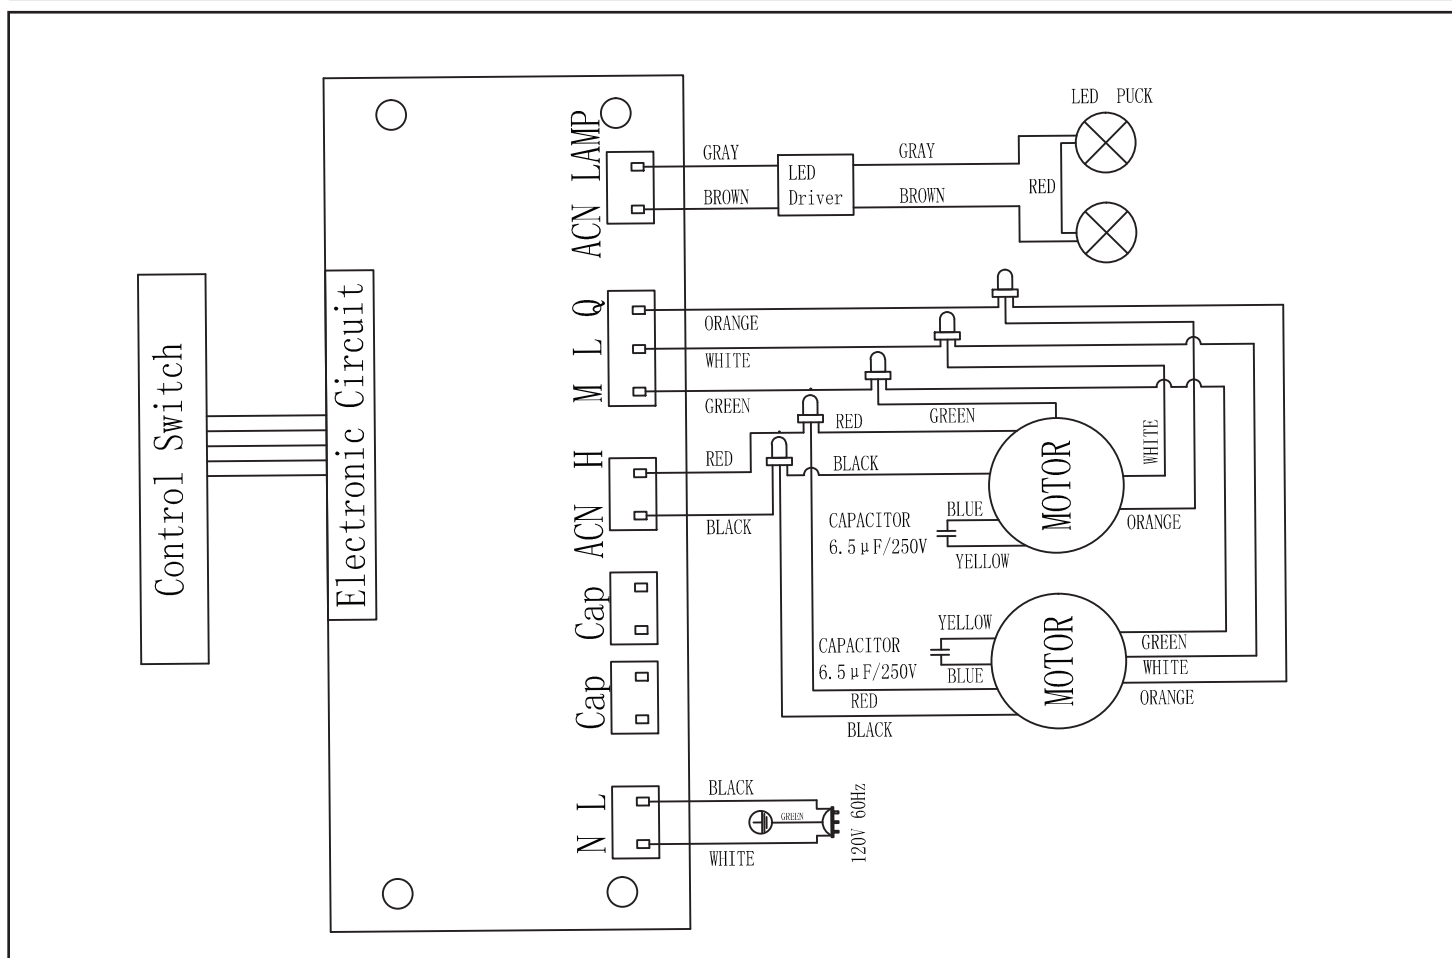 LED PUCK
ACN LAMP
GRAY
BROWN
LED
Driver
GRAY
BROWN
RED
M L Q
ORANGE
WHITE
GREEN
ACN H
RED
BLACK
RED
BLACK
GREEN
WHITE
ORANGE
MOTOR
BLUE
YELLOW
CAPACITOR
6.5μF/250V
Control Switch
Electronic Circuit
Cap
Cap
YELLOW
BLUE
CAPACITOR
6.5μF/250V
RED
BLACK
MOTOR
GREEN
WHITE
ORANGE
N L
BLACK
GREEN
WHITE
120V 60Hz